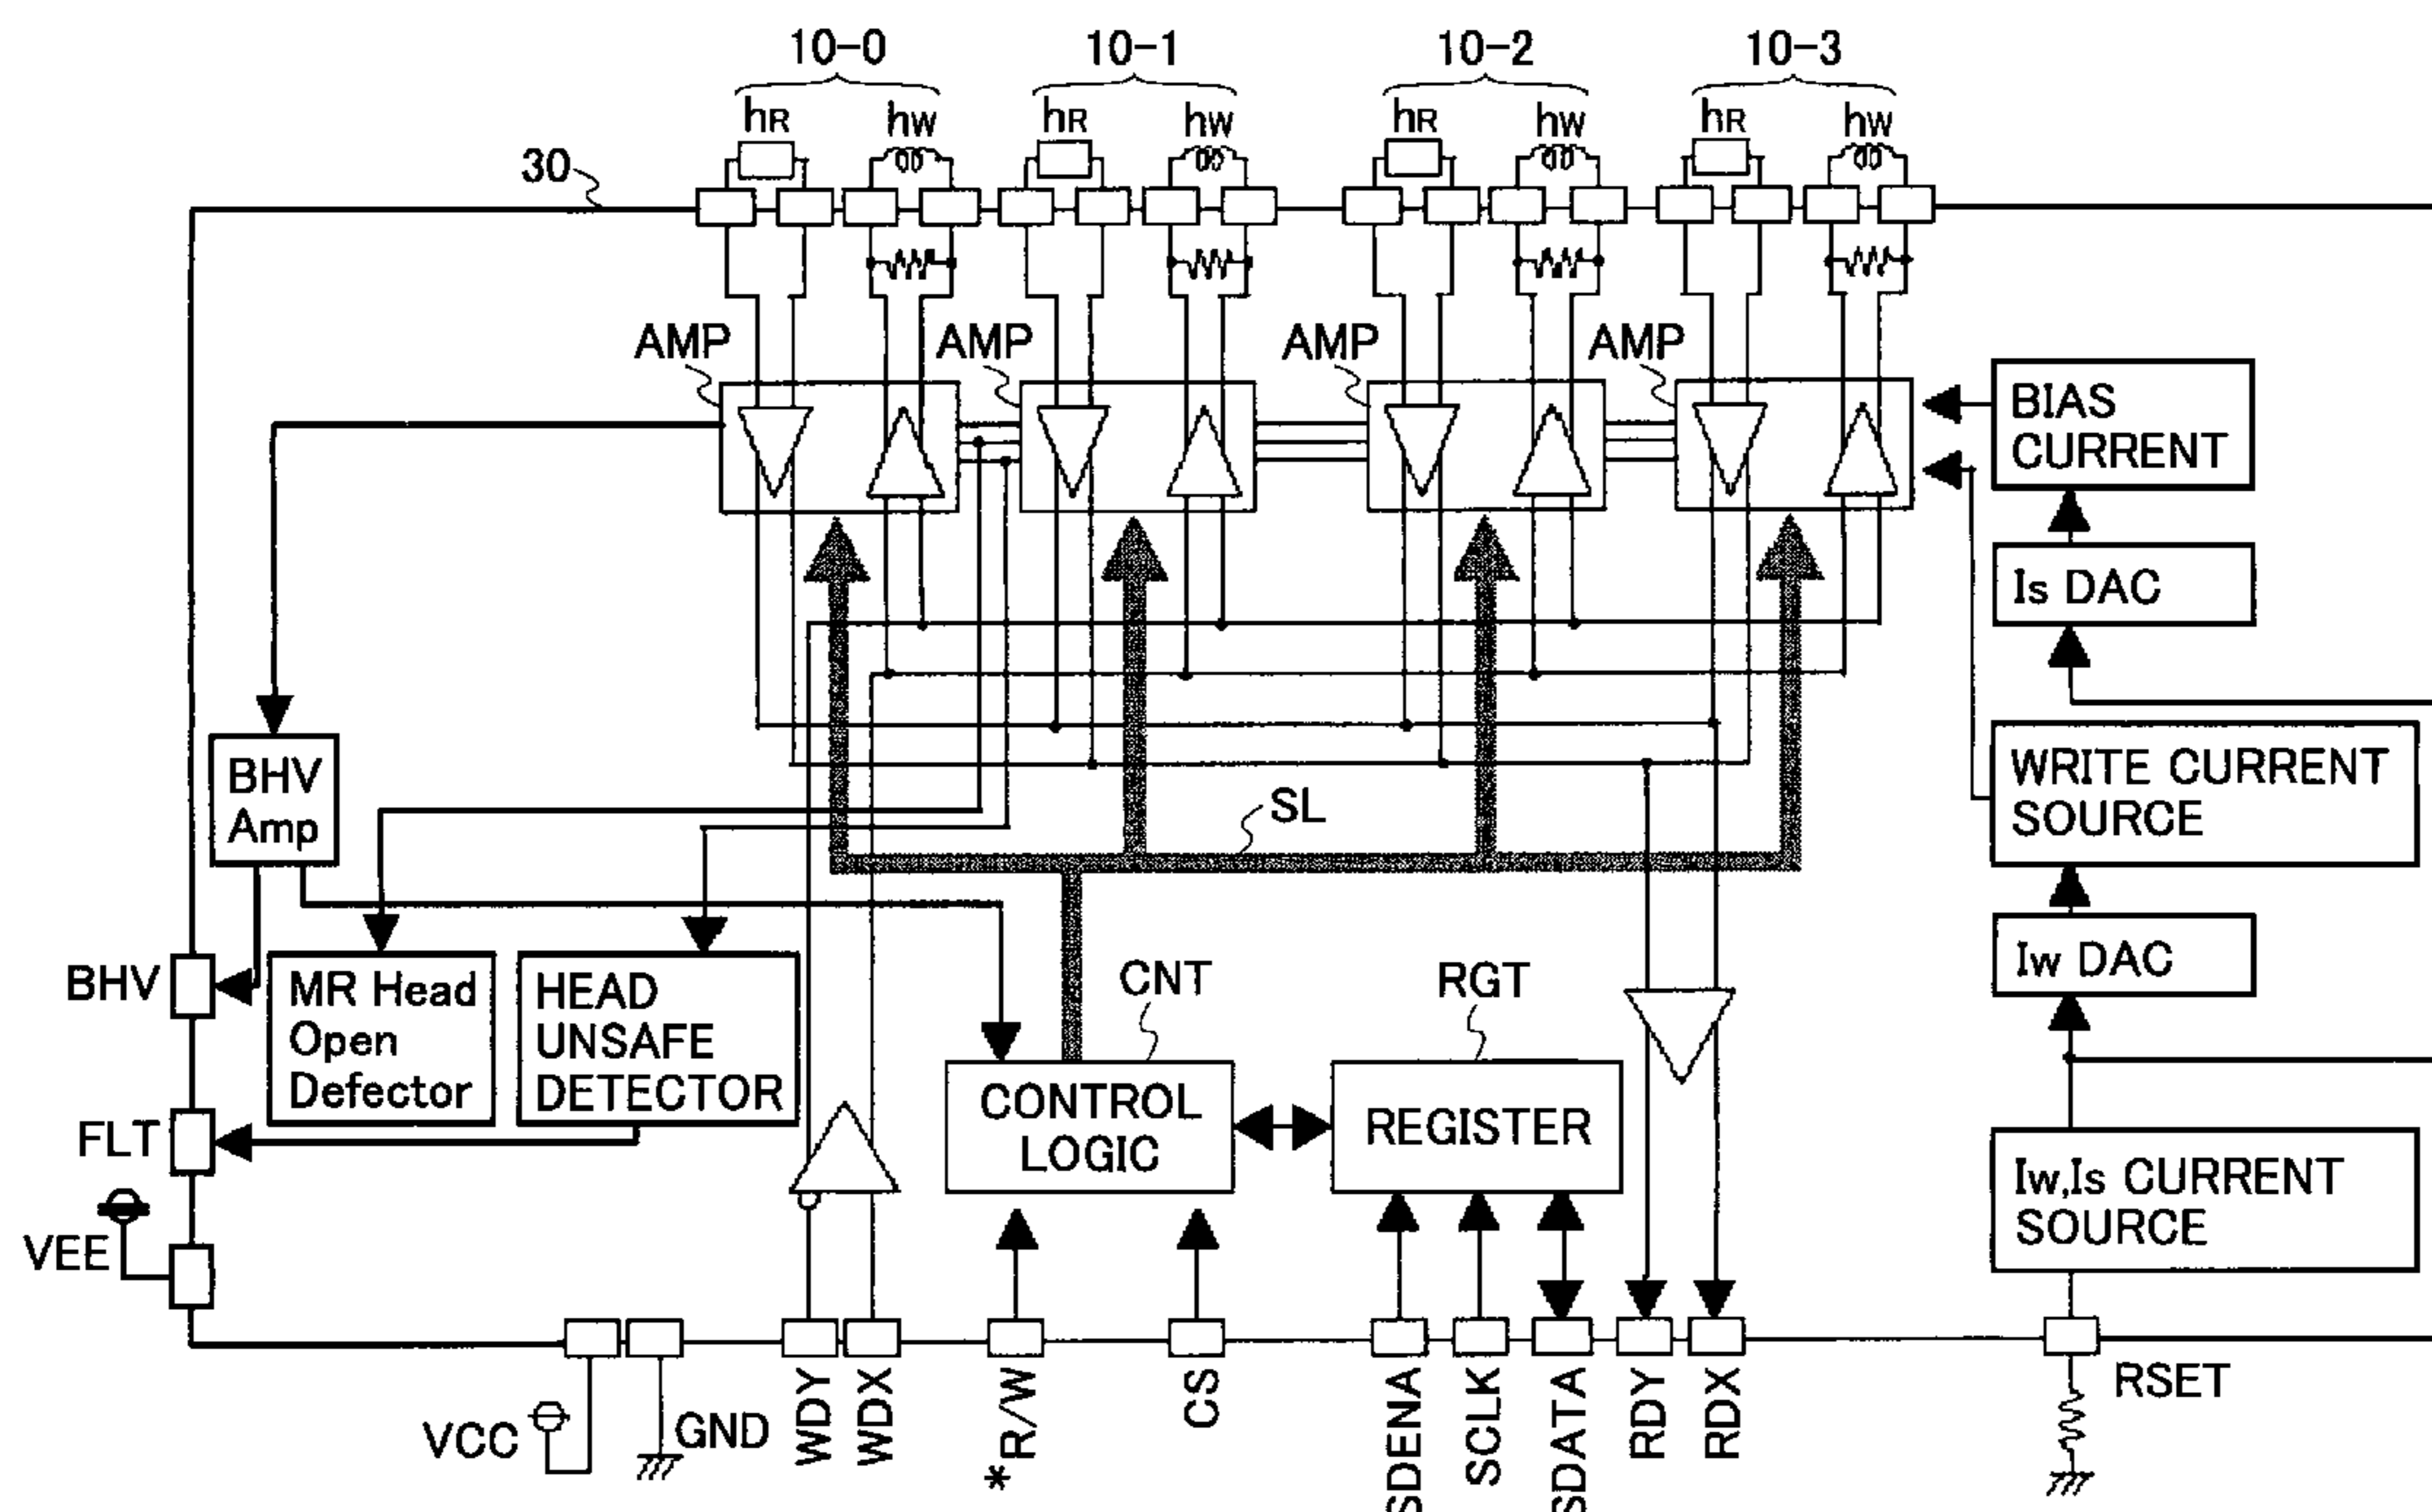 10-0 10-1 10-2 10-3
hR hW hR hW hR hW hR hW
30
AMP AMP AMP AMP
BIAS
CURRENT
Is DAC
BHV
Amp
WRITE CURRENT
SOURCE
SL
Iw DAC
BHV
MR Head
Open
Defector
HEAD
UNSAFE
DETECTOR
CNT
RGT
CONTROL
LOGIC
REGISTER
FLT
Iw,Is CURRENT
SOURCE
VEE
VCC
GND
WDY
WDX
*R/W
CS
SDENA
SCLK
SDATA
RDY
RDX
RSET